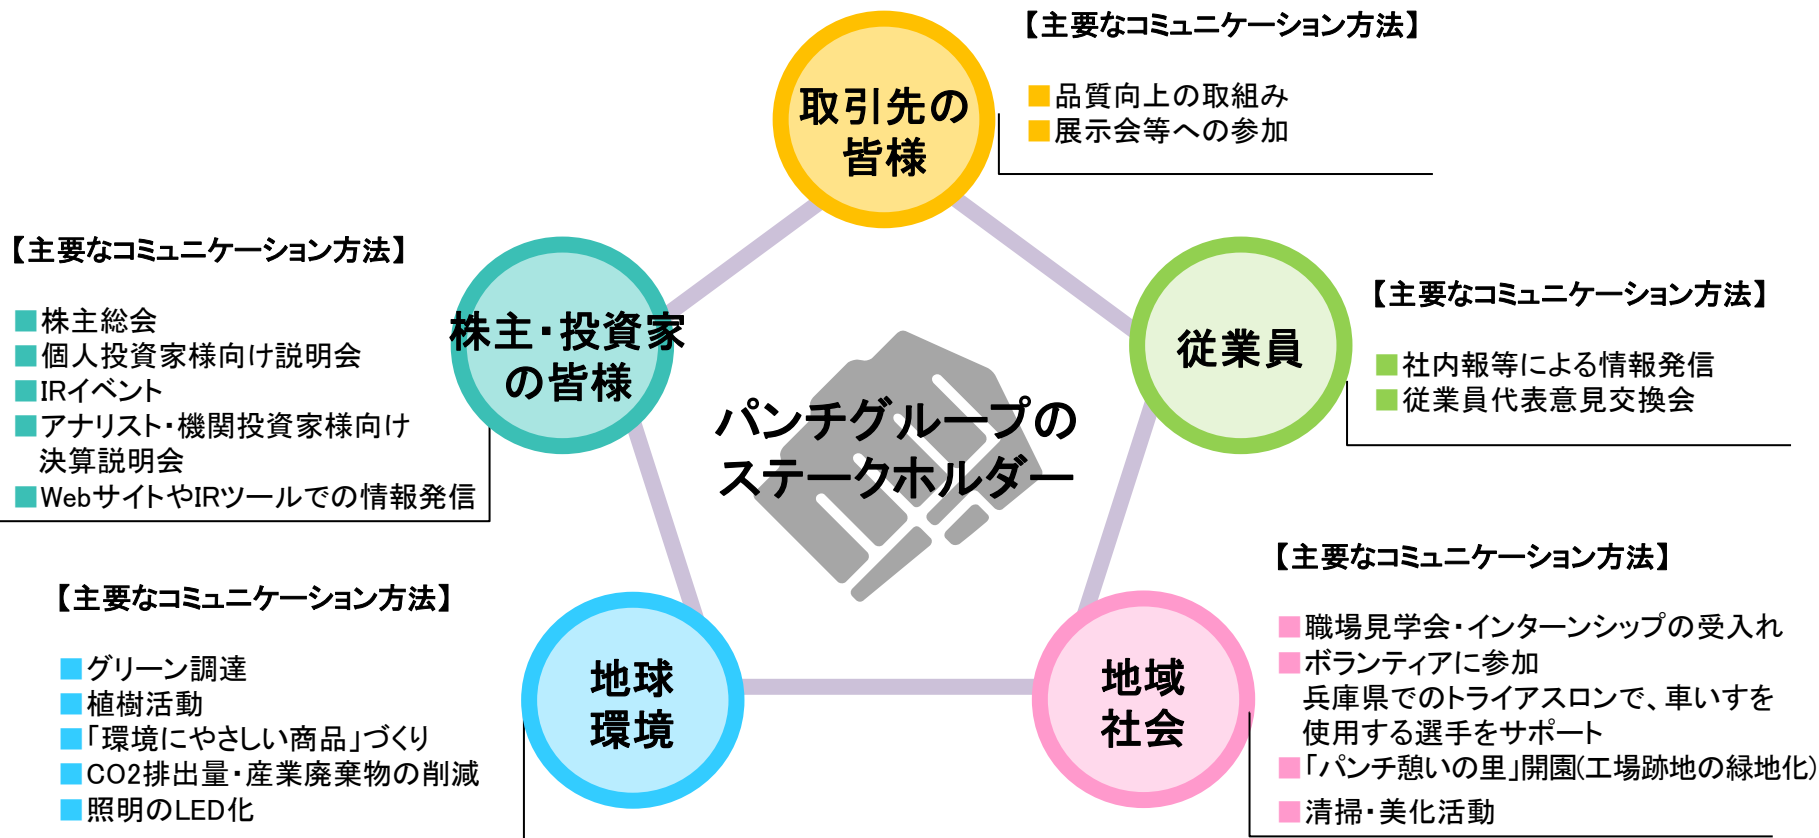 【主要なコミュニケーション方法】
■品質向上の取組み
■展示会等への参加
取引先の
皆様
【主要なコミュニケーション方法】
■株主総会
■個人投資家様向け説明会
■IRイベント
■アナリスト・機関投資家様向け
決算説明会
■WebサイトやIRツールでの情報発信
株主・投資家
の皆様
従業員
【主要なコミュニケーション方法】
■社内報等による情報発信
■従業員代表意見交換会
パンチグループの
ステークホルダー
【主要なコミュニケーション方法】
■グリーン調達
■植樹活動
■「環境にやさしい商品」づくり
■CO2排出量・産業廃棄物の削減
■照明のLED化
地球
環境
地域
社会
【主要なコミュニケーション方法】
■職場見学会・インターンシップの受入れ
■ボランティアに参加
兵庫県でのトライアスロンで、車いすを
使用する選手をサポート
■「パンチ憩いの里」開園(工場跡地の緑地化)
■清掃・美化活動